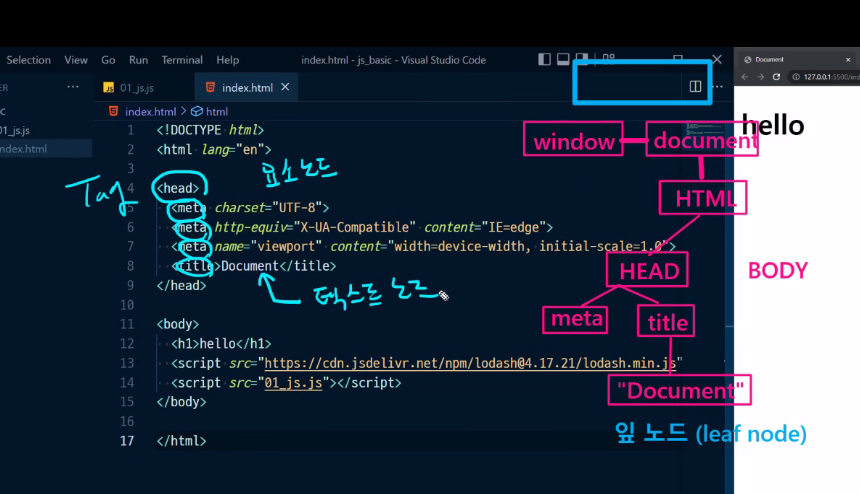 Selection View Go Run Terminal Help index.html - js_basic - Visual Studio Code
ER ··· 01_js.js index.html ×
index.html > html
01_js.js
ndex.html
1 <!DOCTYPE html>
2 <html lang="en">
3
4 <head>
5 <meta charset="UTF-8">
6 <meta http-equiv="X-UA-Compatible" content="IE=edge">
7 <meta name="viewport" content="width=device-width, initial-scale=1.0">
8 <title>Document</title>
9 </head>
10
11 <body>
12 <h1>hello</h1>
13 <script src="https://cdn.jsdelivr.net/npm/lodash@4.17.21/lodash.min.js"
14 <script src="01_js.js"></script>
15 </body>
16
17 </html>
Tag
요소노드
텍스트 노드
Document ×
127.0.0.1:5500/ind
hello
window
document
HTML
HEAD
BODY
meta
title
"Document"
잎 노드 (leaf node)